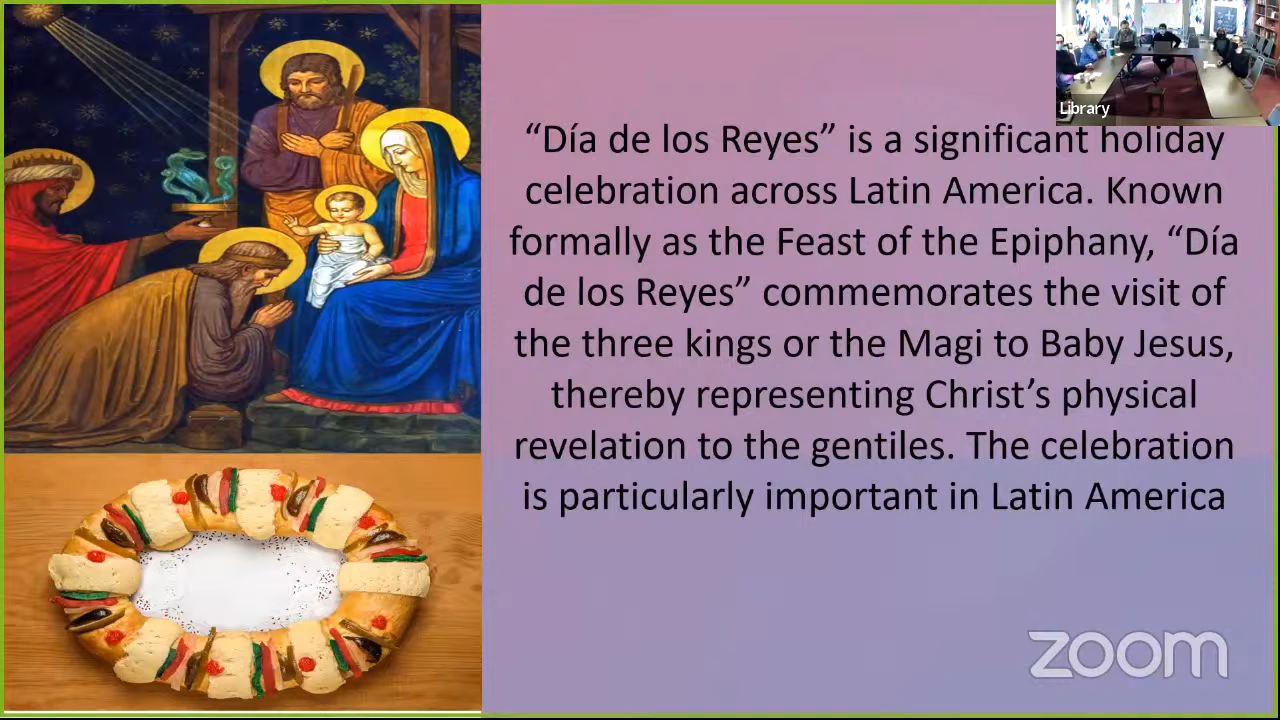 Library
“Día de los Reyes” is a significant holiday
celebration across Latin America. Known
formally as the Feast of the Epiphany, “Día
de los Reyes” commemorates the visit of
the three kings or the Magi to Baby Jesus,
thereby representing Christ’s physical
revelation to the gentiles. The celebration
is particularly important in Latin America
zoom